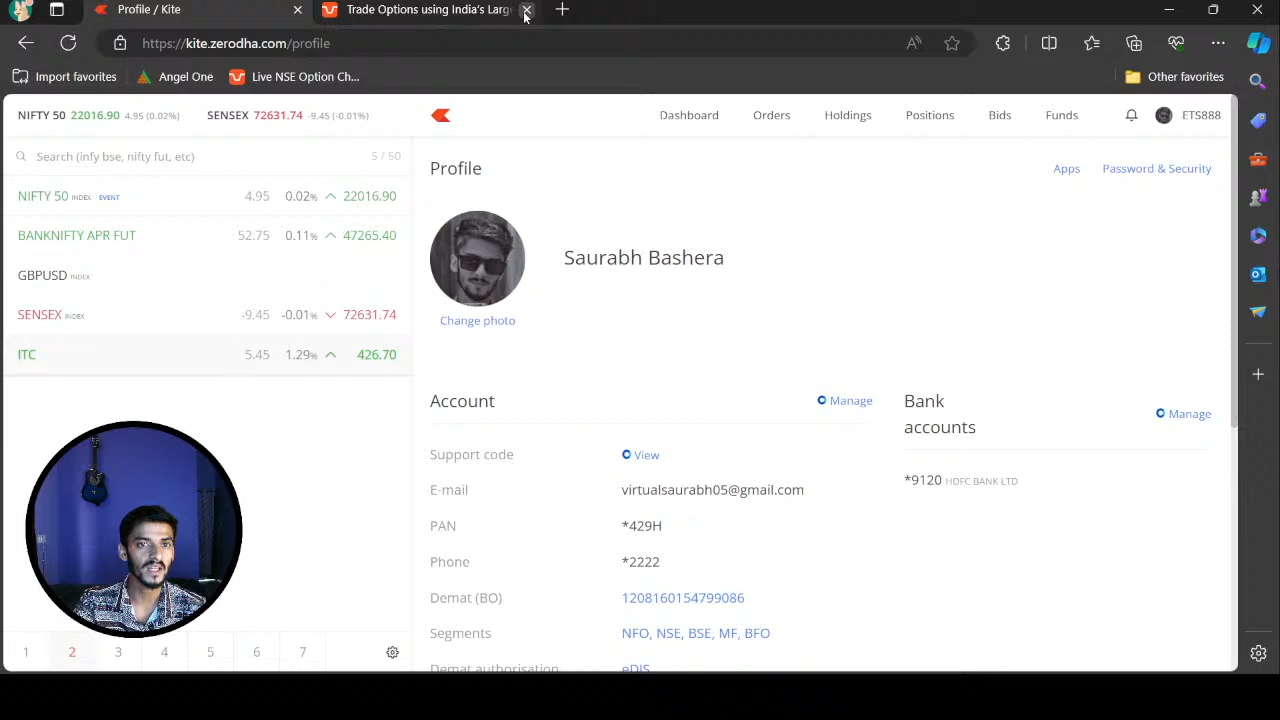 Profile / Kite
Trade Options using India's Larg
https://kite.zerodha.com/profile
Import favorites
Angel One
Live NSE Option Ch...
Other favorites
NIFTY 50 22016.90 4.95 (0.02%)
SENSEX 72631.74 -9.45 (-0.01%)
Dashboard
Orders
Holdings
Positions
Bids
Funds
ETS888
Search (infy bse, nifty fut, etc)
5 / 50
NIFTY 50 INDEX EVENT 4.95 0.02% 22016.90
BANKNIFTY APR FUT 52.75 0.11% 47265.40
GBPUSD INDEX
SENSEX INDEX -9.45 -0.01% 72631.74
ITC 5.45 1.29% 426.70
1 2 3 4 5 6 7
Profile
Apps
Password & Security
Saurabh Bashera
Change photo
Account
Manage
Support code View
E-mail virtualsaurabh05@gmail.com
PAN *429H
Phone *2222
Demat (BO) 1208160154799086
Segments NFO, NSE, BSE, MF, BFO
Demat authorisation eDIS
Bank
accounts
Manage
*9120 HDFC BANK LTD